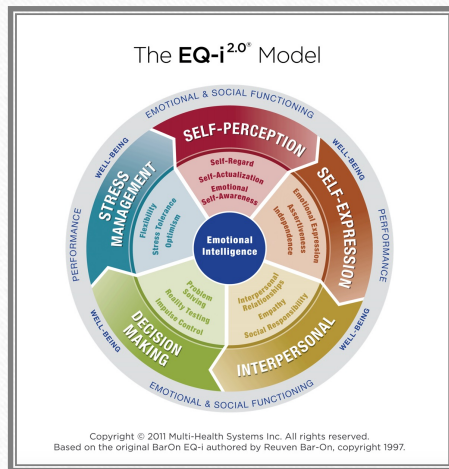 The EQ-i 2.0® Model
EMOTIONAL & SOCIAL FUNCTIONING
WELL-BEING
WELL-BEING
PERFORMANCE
PERFORMANCE
WELL-BEING
WELL-BEING
EMOTIONAL & SOCIAL FUNCTIONING
SELF-PERCEPTION
Self-Regard
Self-Actualization
Emotional
Self-Awareness
SELF-EXPRESSION
Emotional Expression
Assertiveness
Independence
INTERPERSONAL
Interpersonal
Relationships
Empathy
Social Responsibility
DECISION
MAKING
Problem
Solving
Reality Testing
Impulse Control
STRESS
MANAGEMENT
Flexibility
Stress Tolerance
Optimism
Emotional
Intelligence
Copyright © 2011 Multi-Health Systems Inc. All rights reserved.
Based on the original BarOn EQ-i authored by Reuven Bar-On, copyright 1997.